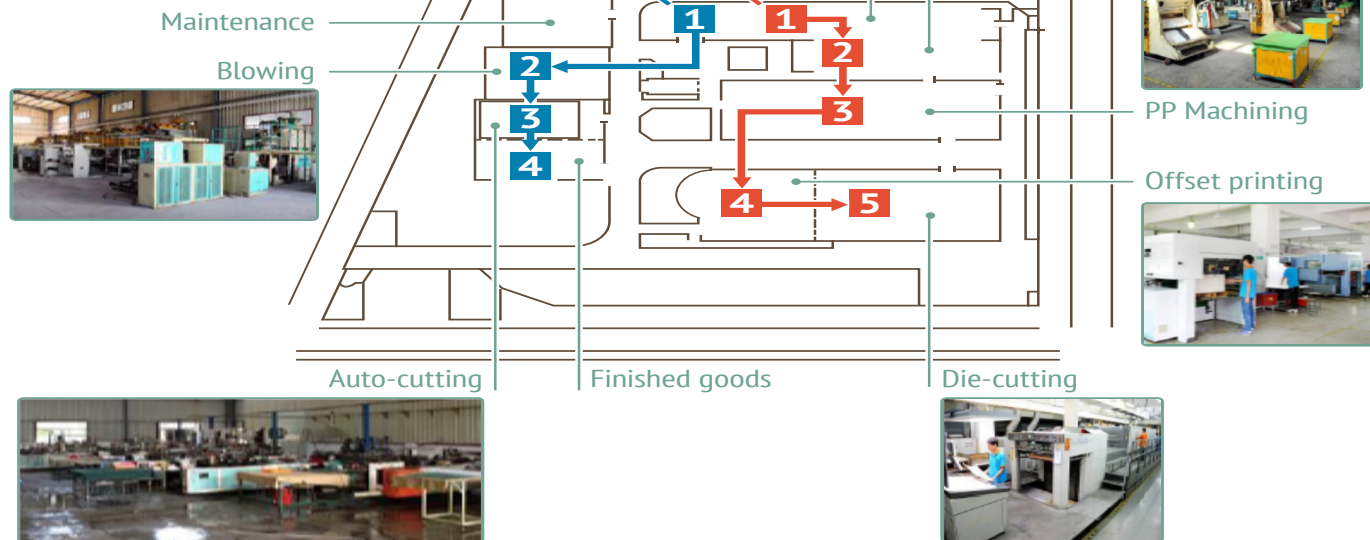 Maintenance
1
1
2
Blowing
2
3
3
PP Machining
4
Offset printing
4
5
Auto-cutting
Finished goods
Die-cutting